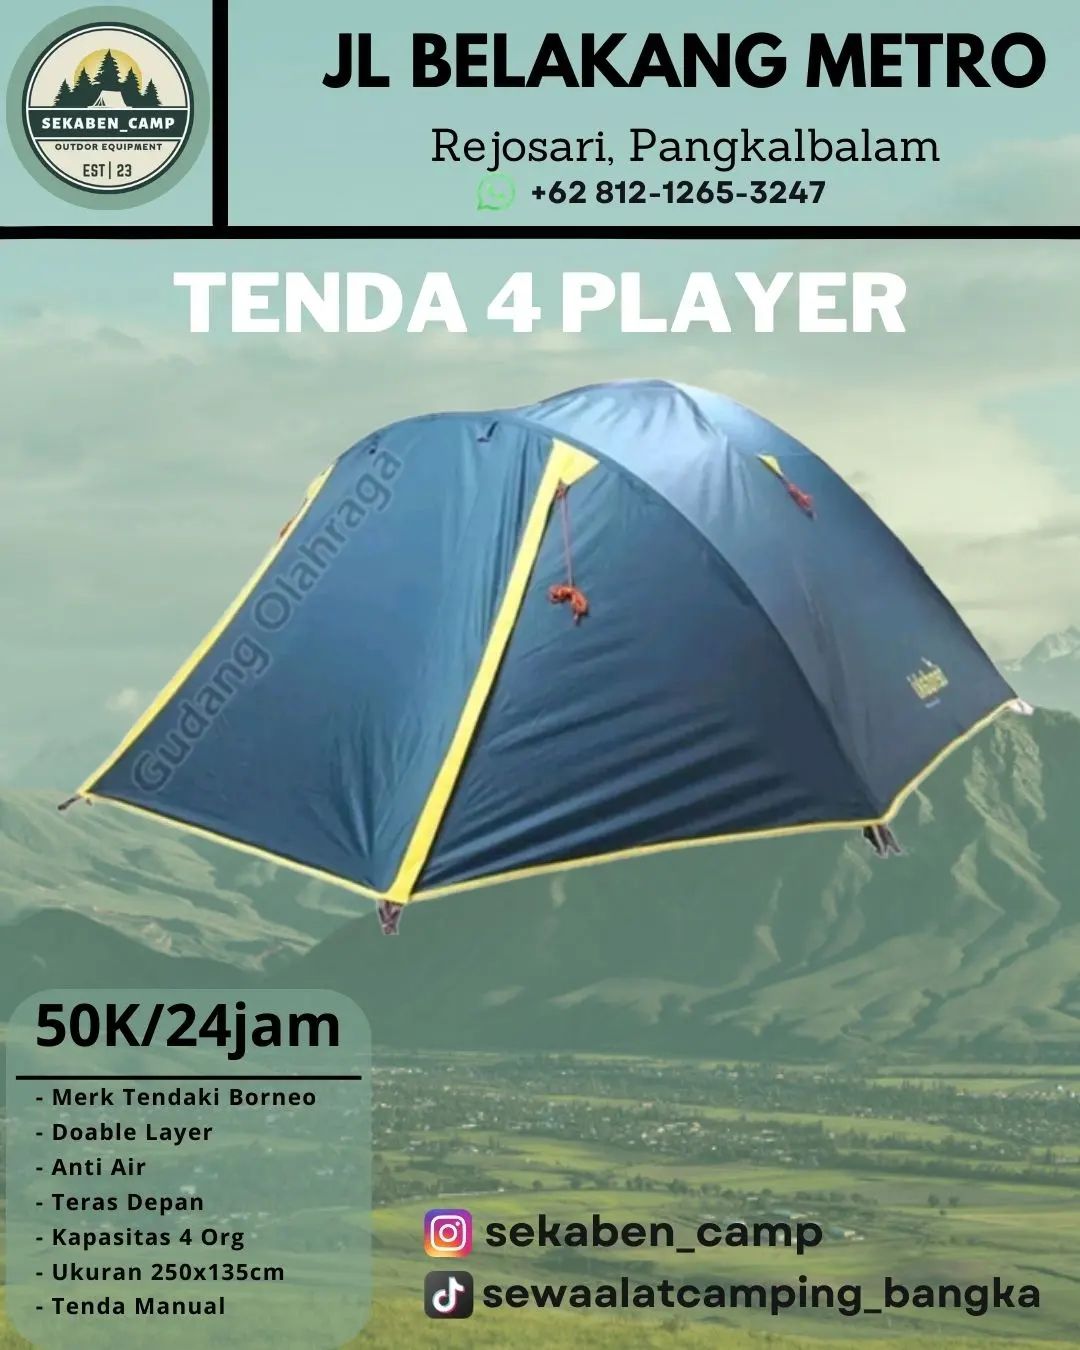 SEKABEN_CAMP
OUTDOR EQUIPMENT
EST| 23
JL BELAKANG METRO
Rejosari, Pangkalbalam
+62 812-1265-3247
TENDA 4 PLAYER
Gudang Olahraga
50K/24jam
- Merk Tendaki Borneo
- Doable Layer
- Anti Air
- Teras Depan
- Kapasitas 4 Org
- Ukuran 250x135cm
- Tenda Manual
sekaben_camp
sewaalatcamping_bangka